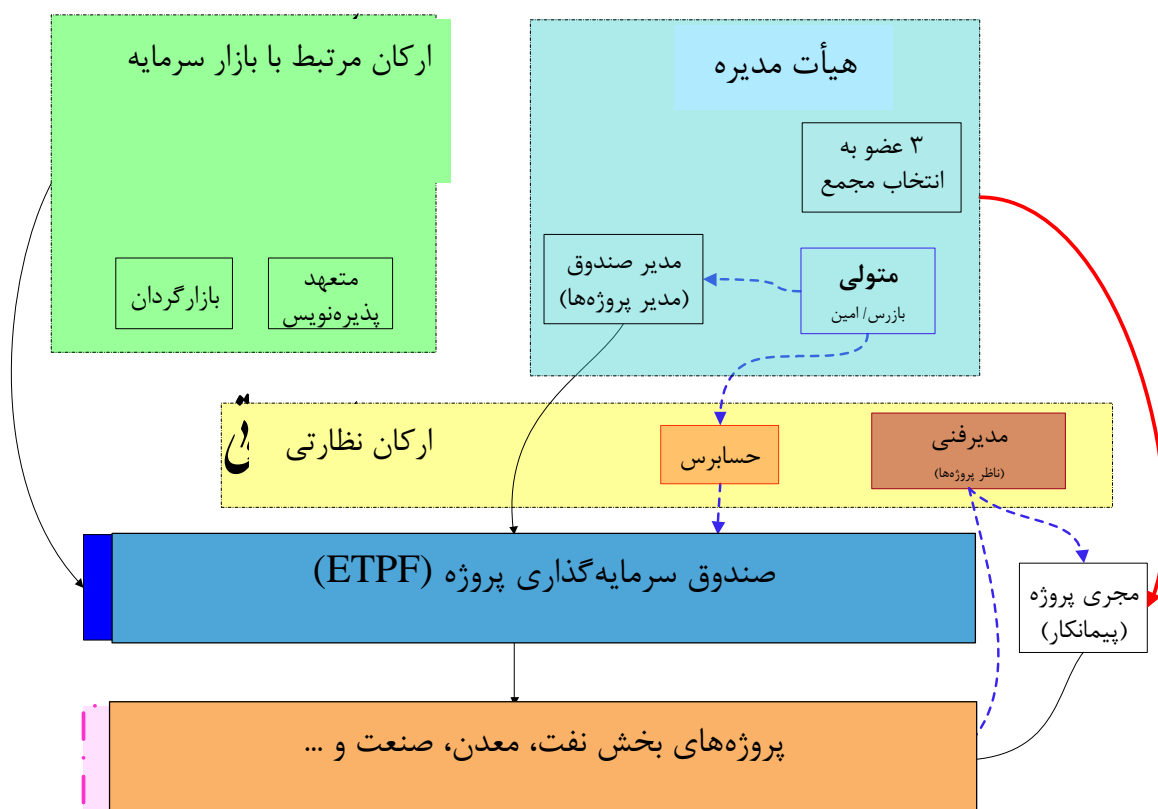 هیأت مدیره
ارکان مرتبط با بازار سرمایه
۳ عضو به
انتخاب مجمع
متولی
بازرس/ امین
مدیر صندوق
(مدیر پروژه‌ها)
متعهد
پذیره‌نویس
بازارگردان
ارکان نظارتی
مدیرفنی
(ناظر پروژه‌ها)
حسابرس
صندوق سرمایه‌گذاری پروژه (ETPF)
مجری پروژه
(پیمانکار)
پروژه‌های بخش نفت، معدن، صنعت و ...